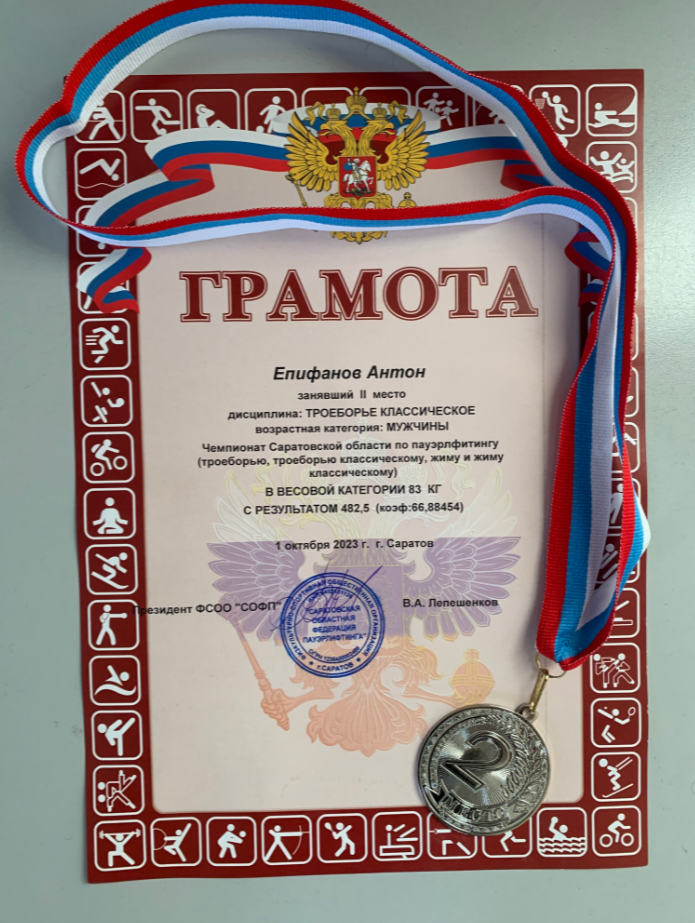 ГРАМОТА
Епифанов Антон
занявший II место
дисциплина: ТРОЕБОРЬЕ КЛАССИЧЕСКОЕ
возрастная категория: МУЖЧИНЫ
Чемпионат Саратовской области по пауэрлфитингу
(троеборью, троеборью классическому, жиму и жиму
классическому)
В ВЕСОВОЙ КАТЕГОРИИ 83 КГ
С РЕЗУЛЬТАТОМ 482,5 (коэф:66,88454)
1 октября 2023 г. г. Саратов
Президент ФСОО "СОФП"
В.А. Лепешенков
"САРАТОВСКАЯ
ОБЛАСТНАЯ
ФЕДЕРАЦИЯ
ПАУЭРЛИФТИНГА"
г.САРАТОВ
2
МЕСТО